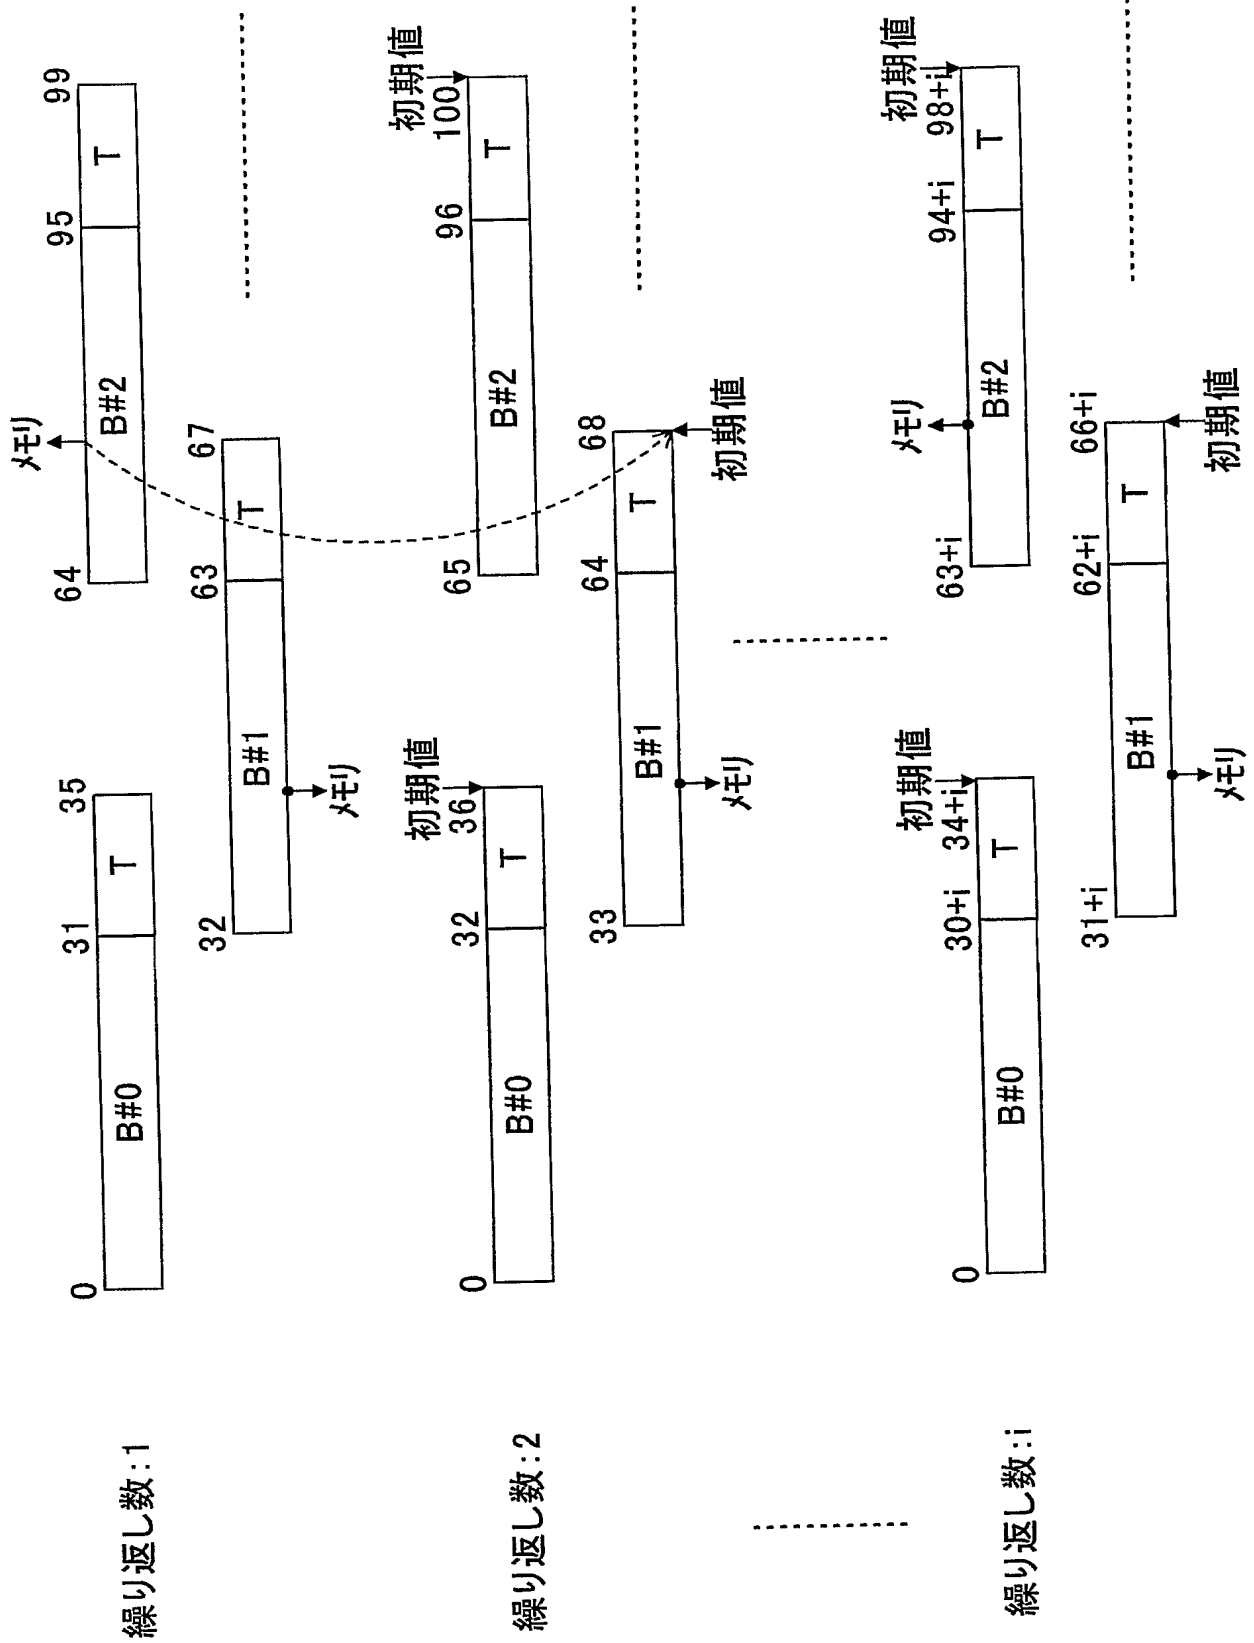 繰り返し数:1
0
31
35
B#0
T
32
63
67
B#1
T
メモリ
64
95
99
B#2
T
メモリ
繰り返し数:2
0
32
36
初期値
B#0
T
33
64
68
B#1
T
メモリ
初期値
65
96
100
初期値
B#2
T
繰り返し数:i
0
30+i
34+i
初期値
B#0
T
31+i
62+i
66+i
B#1
T
メモリ
初期値
63+i
94+i
98+i
初期値
B#2
T
メモリ